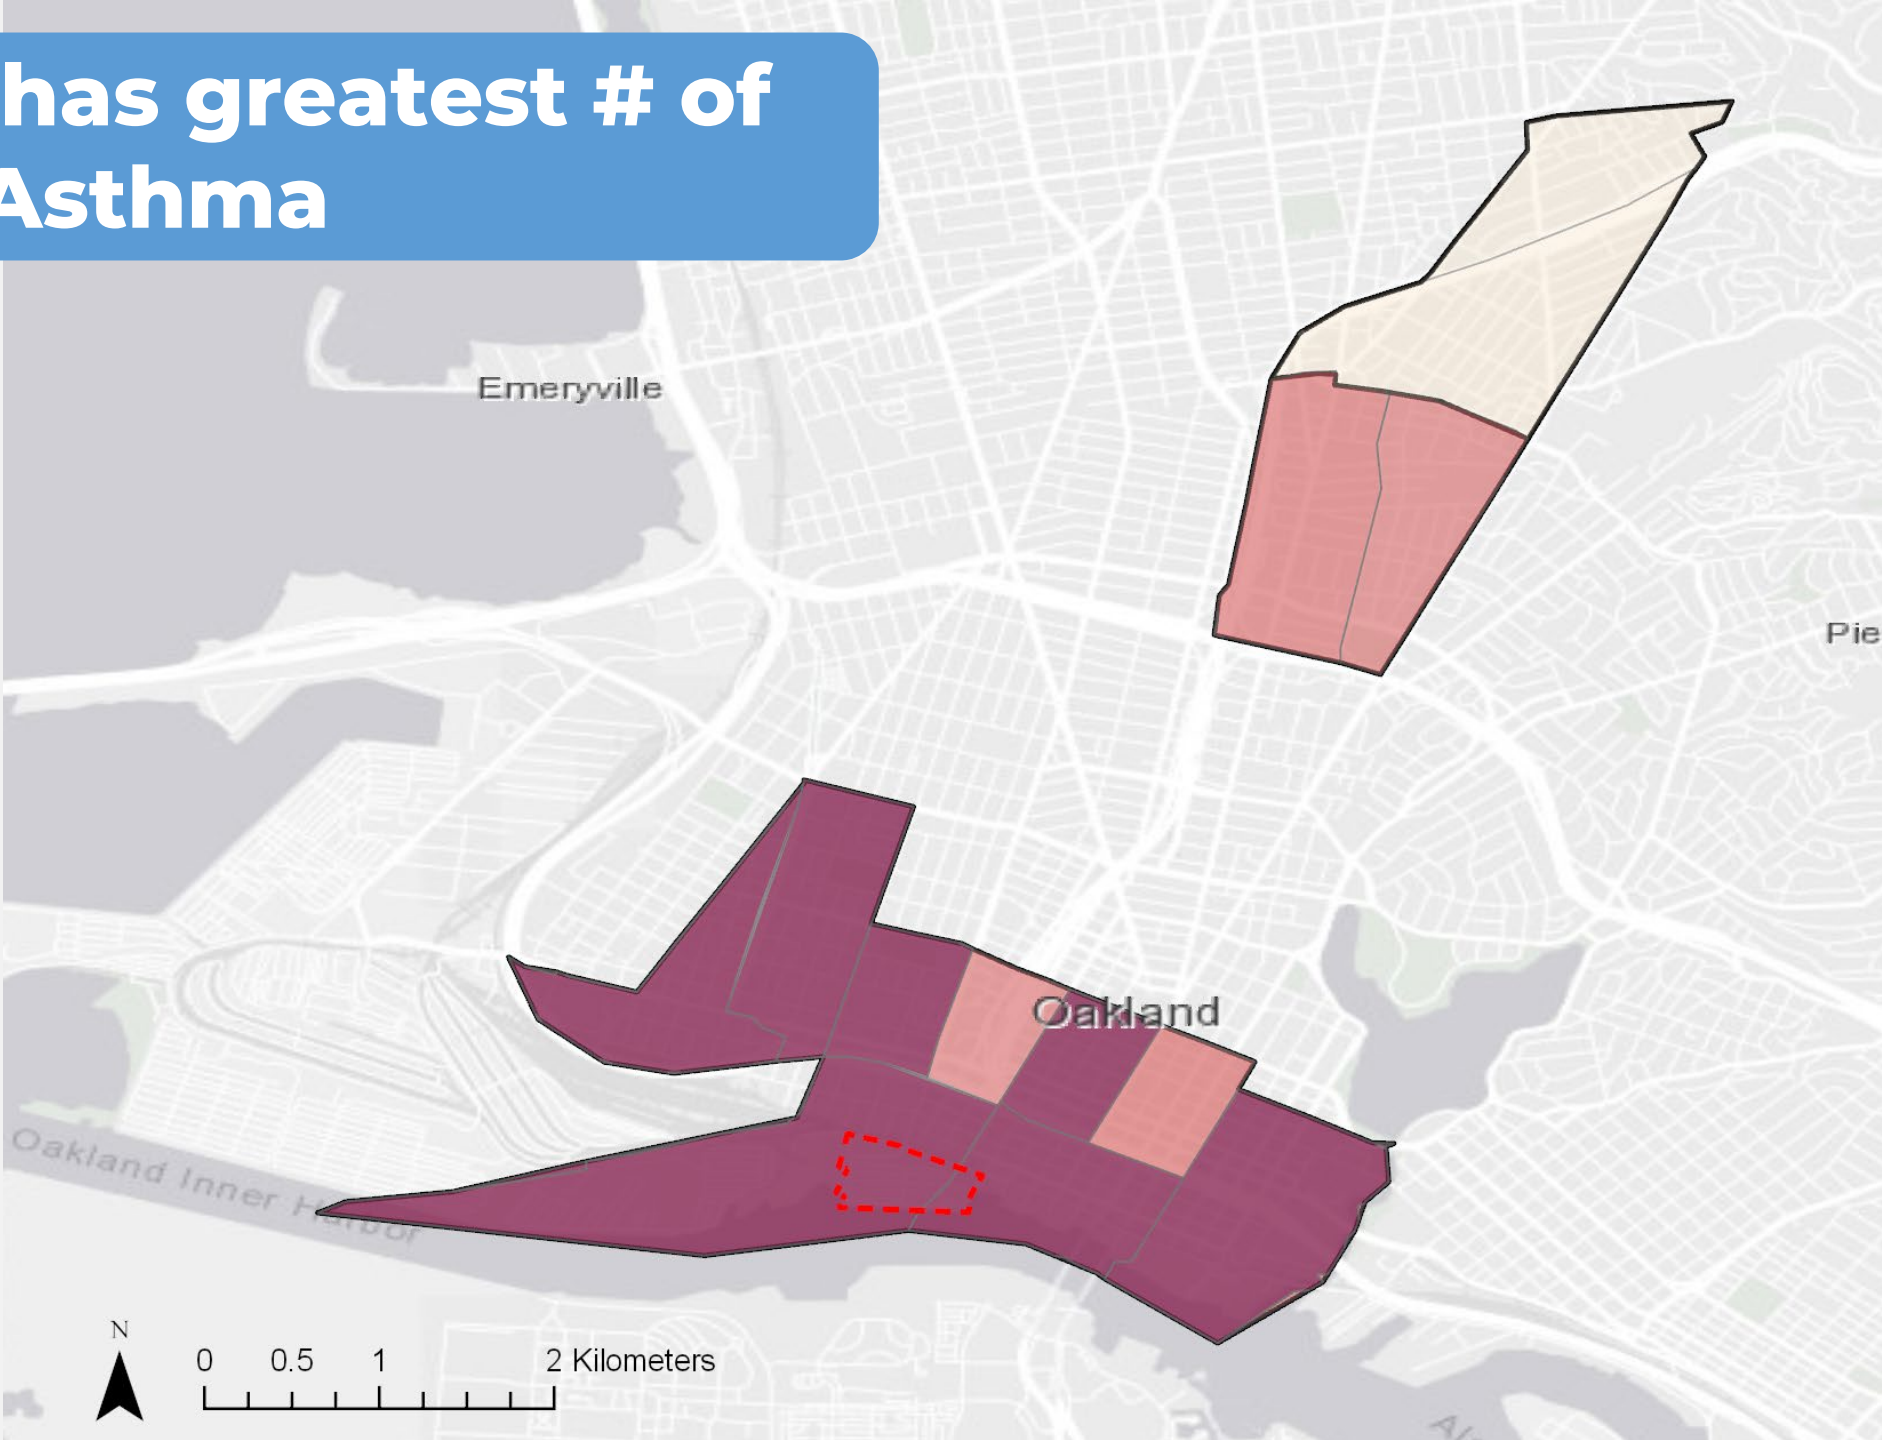 has greatest # of
Asthma
Emeryville
Pie
Oakland
Oakland Inner Harbor
N
0 0.5 1 2 Kilometers